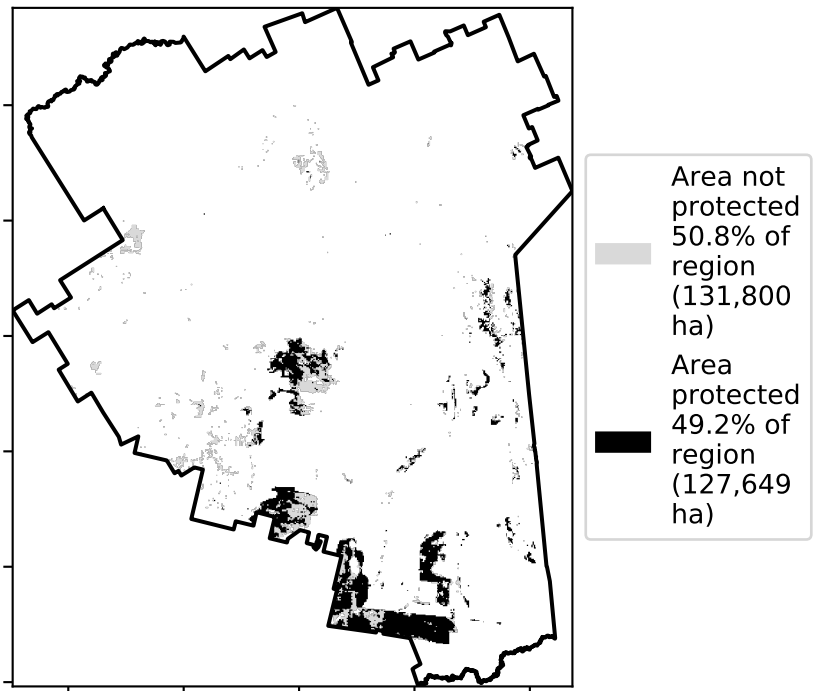 Area not
protected
50.8% of
region
(131,800
ha)
Area
protected
49.2% of
region
(127,649
ha)